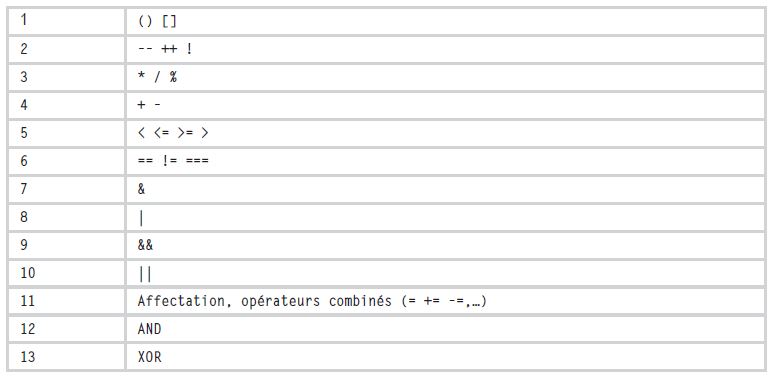 1 () []
2 -- ++ !
3 * / %
4 + -
5 < <= >= >
6 == != ===
7 &
8 |
9 &&
10 ||
11 Affectation, opérateurs combinés (= += -=,…)
12 AND
13 XOR